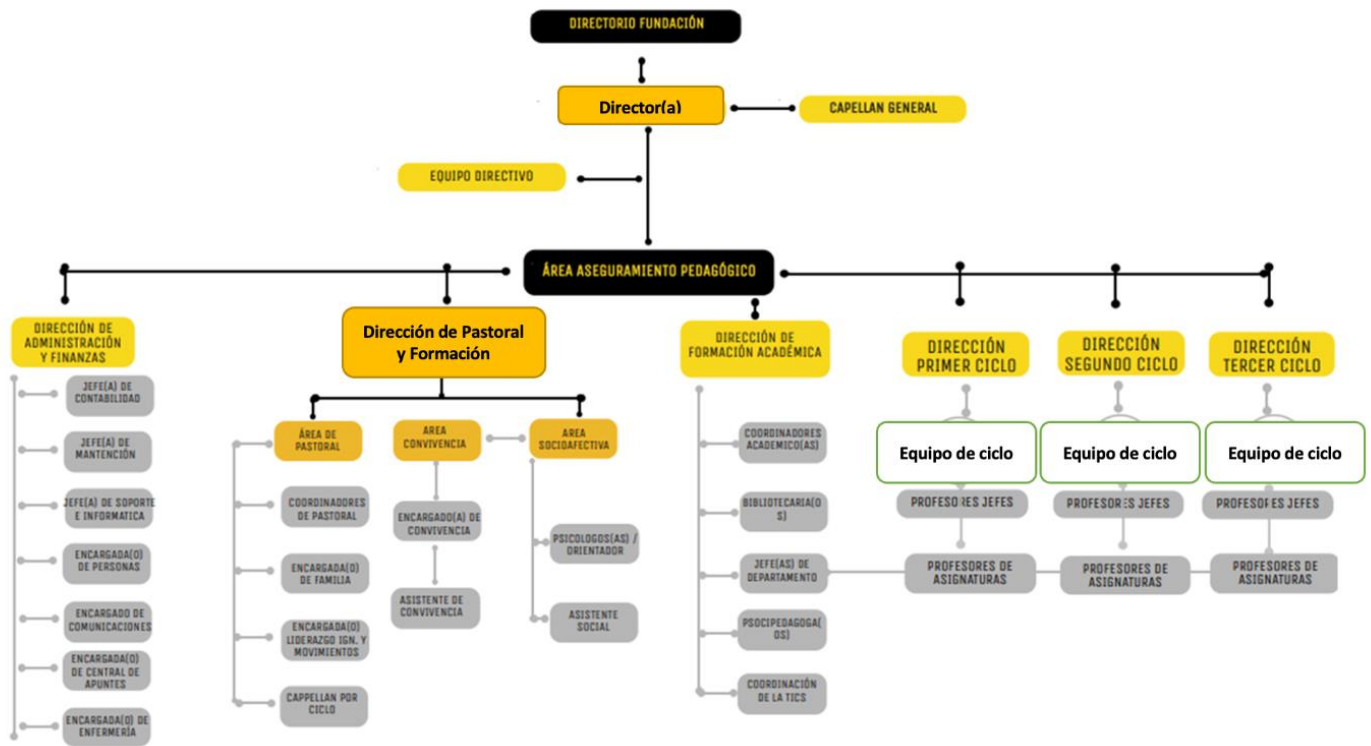 DIRECTORIO FUNDACIÓN
Director(a)
CAPELLAN GENERAL
EQUIPO DIRECTIVO
ÁREA ASEGURAMIENTO PEDAGÓGICO
DIRECCIÓN DE
ADMINISTRACIÓN
Y FINANZAS
JEFE(A) DE
CONTABILIDAD
JEFE(A) DE
MANTENCIÓN
JEFE(A) DE SOPORTE
E INFORMATICA
ENCARGADA(O)
DE PERSONAS
ENCARGADO DE
COMUNICACIONES
ENCARGADA(O)
DE CENTRAL DE
APUNTES
ENCARGADA(O) DE
ENFERMERÍA
Dirección de Pastoral
y Formación
ÁREA DE
PASTORAL
COORDINADORES
DE PASTORAL
ENCARGADA(O)
DE FAMILIA
ENCARGADA(O)
LIDERAZGO IGN. Y
MOVIMIENTOS
CAPPELLAN POR
CICLO
AREA
CONVIVENCIA
ENCARGADO(A) DE
CONVIVENCIA
ASISTENTE DE
CONVIVENCIA
AREA
SOCIOAFECTIVA
PSICOLOGOS(AS) /
ORIENTADOR
ASISTENTE
SOCIAL
DIRECCIÓN DE
FORMACIÓN ACADÉMICA
COORDINADORES
ACADEMICO(AS)
BIBLIOTECARIA(O
S)
JEFE(AS) DE
DEPARTAMENTO
PSOCIPEDAGOGA(
OS)
COORDINACIÓN
DE LA TICS
DIRECCIÓN
PRIMER CICLO
Equipo de ciclo
PROFESORES JEFES
PROFESORES DE
ASIGNATURAS
DIRECCIÓN
SEGUNDO CICLO
Equipo de ciclo
PROFESORES JEFES
PROFESORES DE
ASIGNATURAS
DIRECCIÓN
TERCER CICLO
Equipo de ciclo
PROFESORES JEFES
PROFESORES DE
ASIGNATURAS